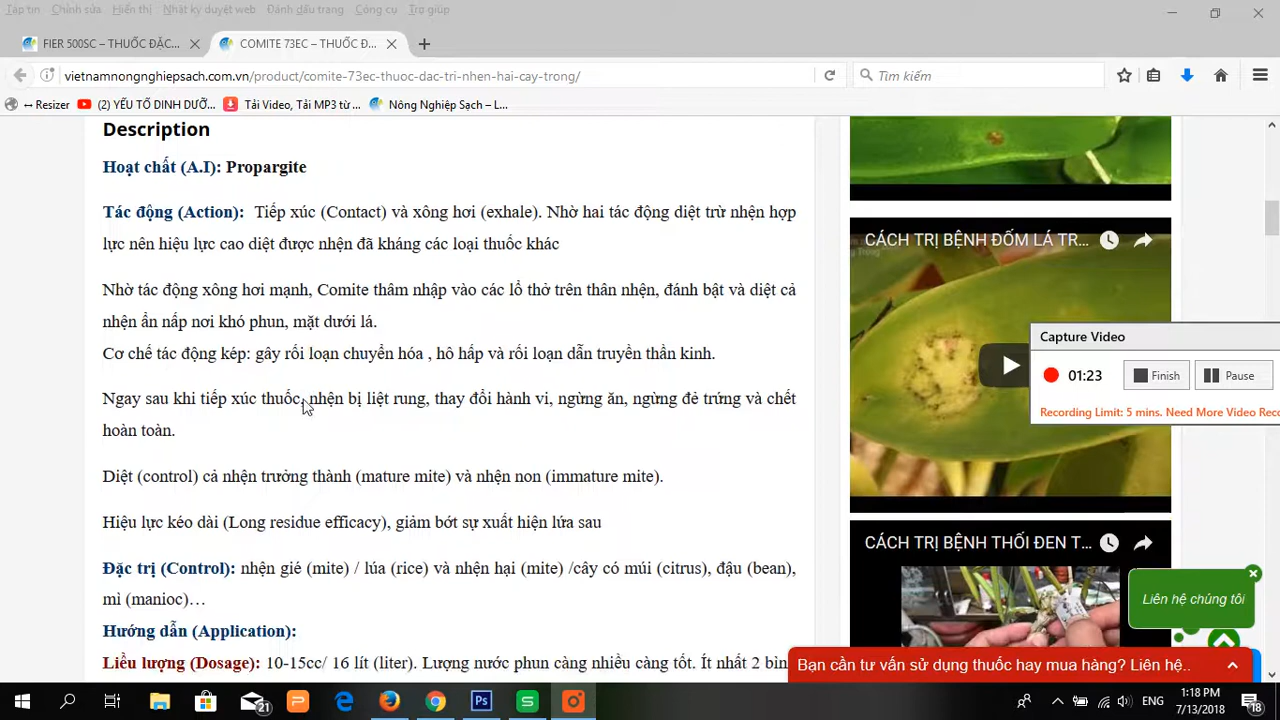 Tập tin Chỉnh sửa Hiển thị Nhật ký duyệt web Đánh dấu trang Công cụ Trợ giúp
FIER 500SC – THUỐC ĐẶC...
COMITE 73EC – THUỐC Đ...
vietnamnongnghiepsach.com.vn/product/comite-73ec-thuoc-dac-tri-nhen-hai-cay-trong/
Tìm kiếm
Resizer
(2) YẾU TỐ DINH DƯỠ...
Tải Video, Tải MP3 từ ...
Nông Nghiệp Sạch – L...
Description
Hoạt chất (A.I): Propargite
Tác động (Action): Tiếp xúc (Contact) và xông hơi (exhale). Nhờ hai tác động diệt trừ nhện hợp
lực nên hiệu lực cao diệt được nhện đã kháng các loại thuốc khác
Nhờ tác động xông hơi mạnh, Comite thâm nhập vào các lổ thở trên thân nhện, đánh bật và diệt cả
nhện ẩn nấp nơi khó phun, mặt dưới lá.
Cơ chế tác động kép: gây rối loạn chuyên hóa , hô hấp và rối loạn dẫn truyền thần kinh.
Ngay sau khi tiếp xúc thuốc, nhện bị liệt rung, thay đổi hành vi, ngừng ăn, ngừng đẻ trứng và chết
hoàn toàn.
Diệt (control) cả nhện trưởng thành (mature mite) và nhện non (immature mite).
Hiệu lực kéo dài (Long residue efficacy), giảm bớt sự xuất hiện lứa sau
Đặc trị (Control): nhện gié (mite) / lúa (rice) và nhện hại (mite) /cây có múi (citrus), đậu (bean),
mì (manioc)…
Hướng dẫn (Application):
Liều lượng (Dosage): 10-15cc/ 16 lít (liter). Lượng nước phun càng nhiều càng tốt. Ít nhất 2 bìn
CÁCH TRỊ BỆNH ĐỐM LÁ TR...
Capture Video
01:23
Finish
Pause
Recording Limit: 5 mins. Need More Video Reco
CÁCH TRỊ BỆNH THỐI ĐEN T...
Liên hệ chúng tôi
Bạn cần tư vấn sử dụng thuốc hay mua hàng? Liên hệ..
21
ENG
1:18 PM
7/13/2018
18